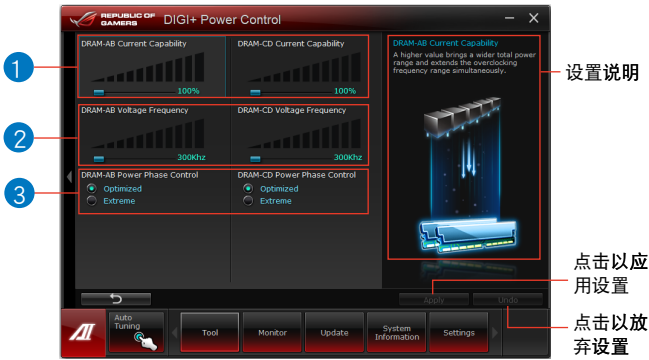 REPUBLIC OF
GAMERS
DIGI+ Power Control
DRAM-AB Current Capability
100%
DRAM-CD Current Capability
100%
DRAM-AB Voltage Frequency
300Khz
DRAM-CD Voltage Frequency
300Khz
DRAM-AB Power Phase Control
Optimized
Extreme
DRAM-CD Power Phase Control
Optimized
Extreme
DRAM-AB Current Capability
A higher value brings a wider total power
range and extends the overclocking
frequency range simultaneously.
1
2
3
设置说明
点击以应
用设置
点击以放
弃设置
Apply
Undo
Auto
Tuning
Tool
Monitor
Update
System
Information
Settings